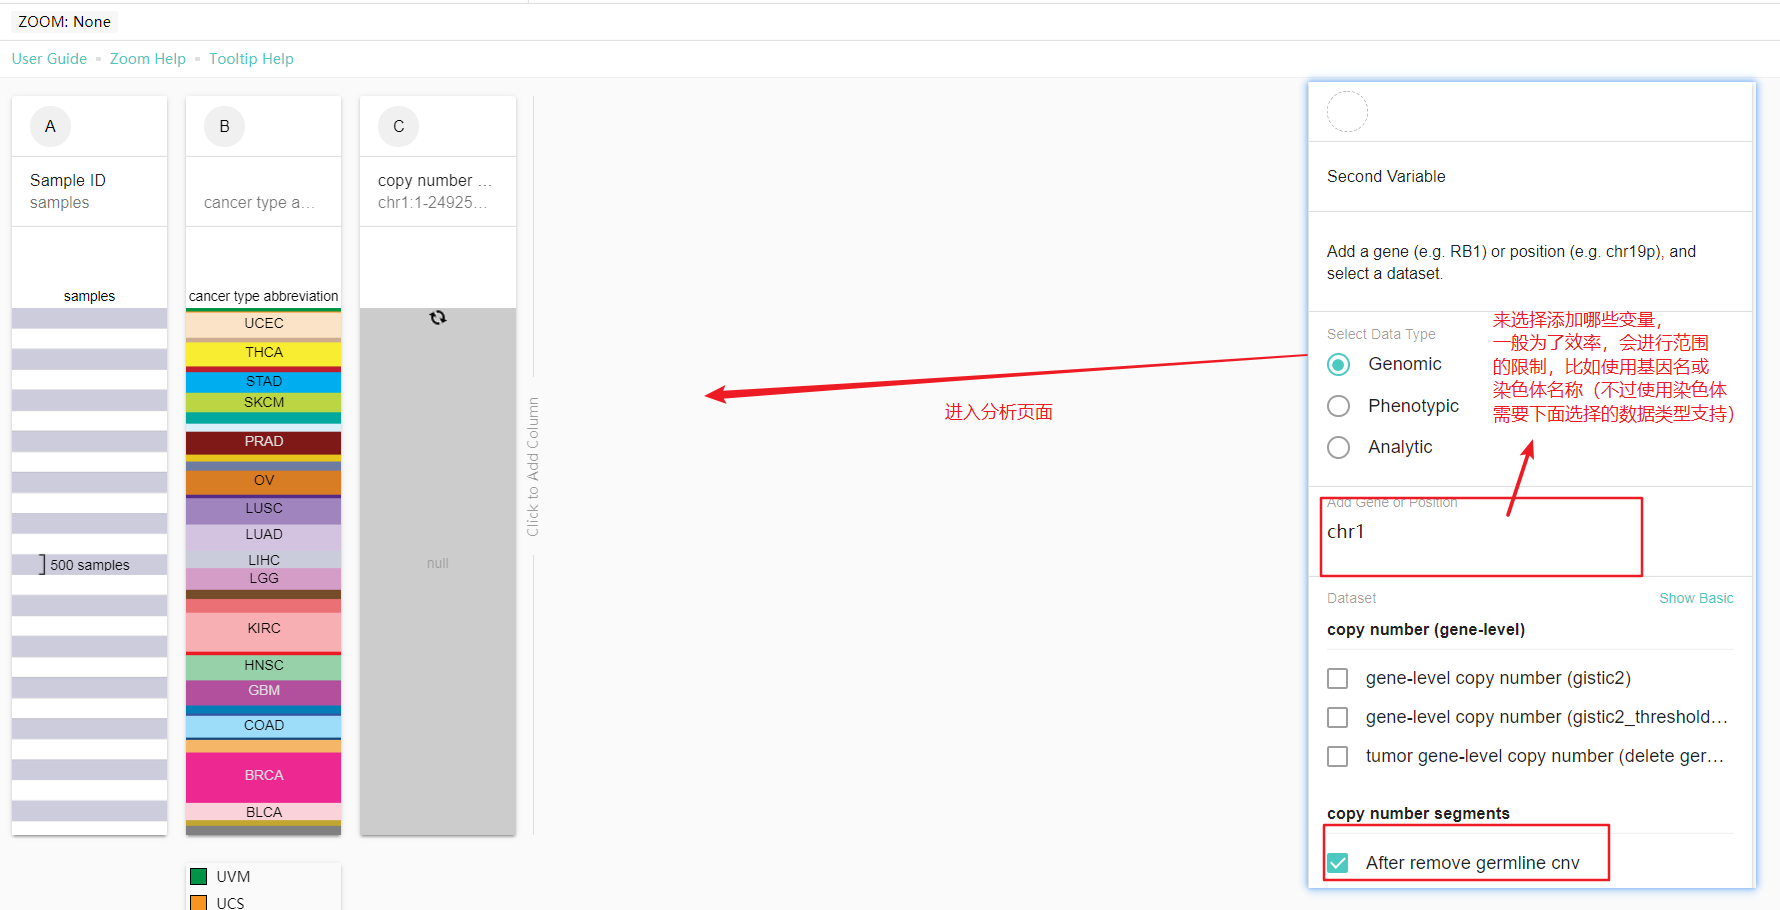 ZOOM: None
User Guide
Zoom Help
Tooltip Help
A
Sample ID
samples
samples
500 samples
B
cancer type a...
cancer type abbreviation
UCEC
THCA
STAD
SKCM
PRAD
OV
LUSC
LUAD
LIHC
LGG
KIRC
HNSC
GBM
COAD
BRCA
BLCA
UVM
UCS
C
copy number ...
chr1:1-24925...
null
Click to Add Column
进入分析页面
Second Variable
Add a gene (e.g. RB1) or position (e.g. chr19p), and
select a dataset.
Select Data Type
Genomic
Phenotypic
Analytic
来选择添加哪些变量，
一般为了效率，会进行范围
的限制，比如使用基因名或
染色体名称（不过使用染色体
需要下面选择的数据类型支持）
Add Gene or Position
chr1
Dataset
Show Basic
copy number (gene-level)
gene-level copy number (gistic2)
gene-level copy number (gistic2_threshold...
tumor gene-level copy number (delete ger...
copy number segments
After remove germline cnv